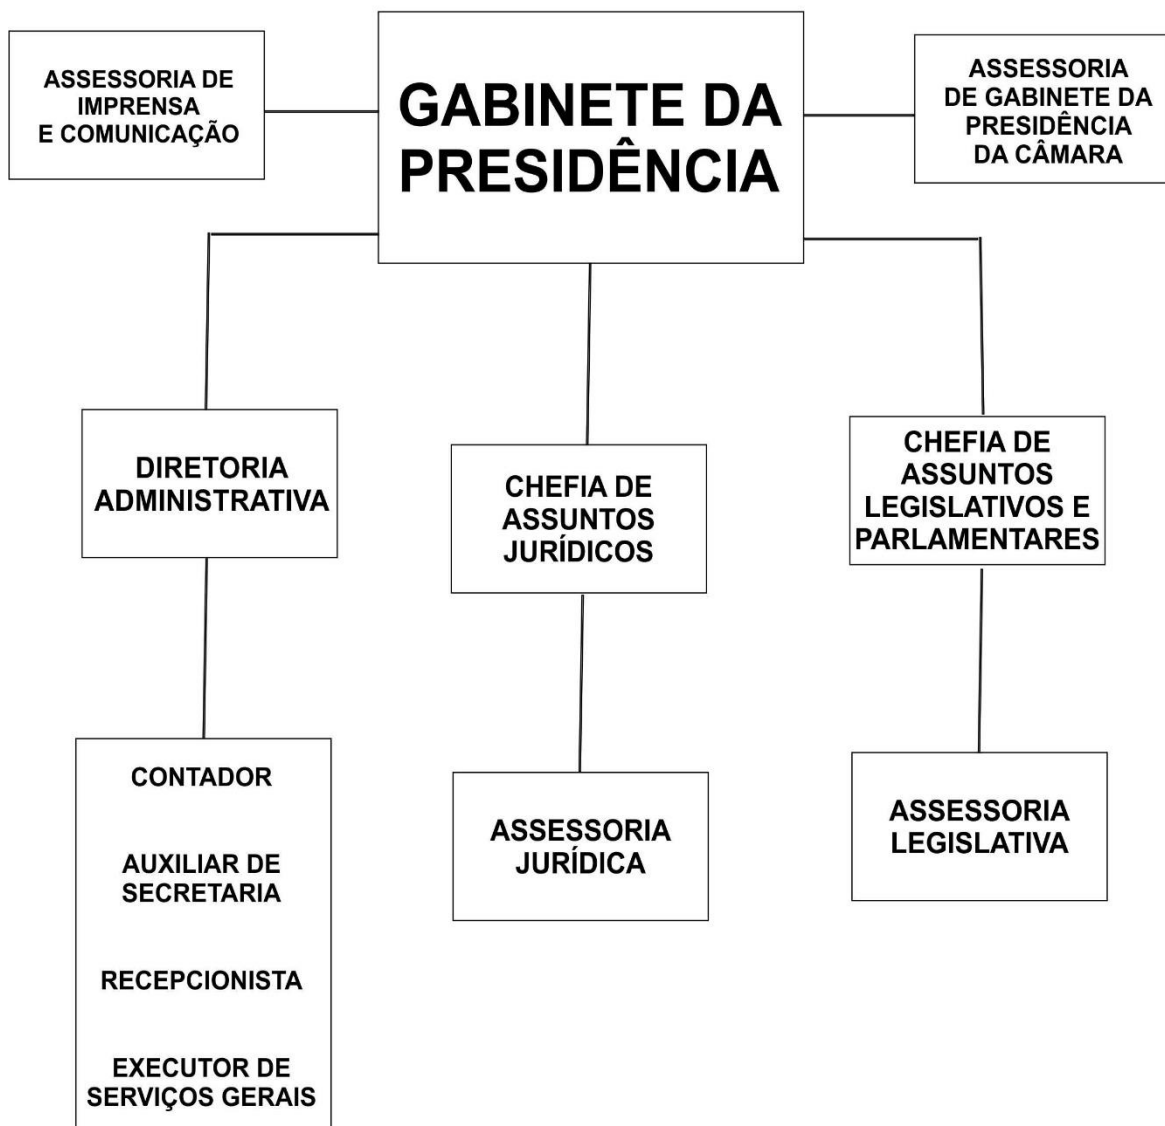 ASSESSORIA DE
IMPRENSA
E COMUNICAÇÃO
GABINETE DA
PRESIDÊNCIA
ASSESSORIA
DE GABINETE DA
PRESIDÊNCIA
DA CÂMARA
DIRETORIA
ADMINISTRATIVA
CHEFIA DE
ASSUNTOS
JURÍDICOS
CHEFIA DE
ASSUNTOS
LEGISLATIVOS E
PARLAMENTARES
CONTADOR
AUXILIAR DE
SECRETARIA
RECEPCIONISTA
EXECUTOR DE
SERVIÇOS GERAIS
ASSESSORIA
JURÍDICA
ASSESSORIA
LEGISLATIVA